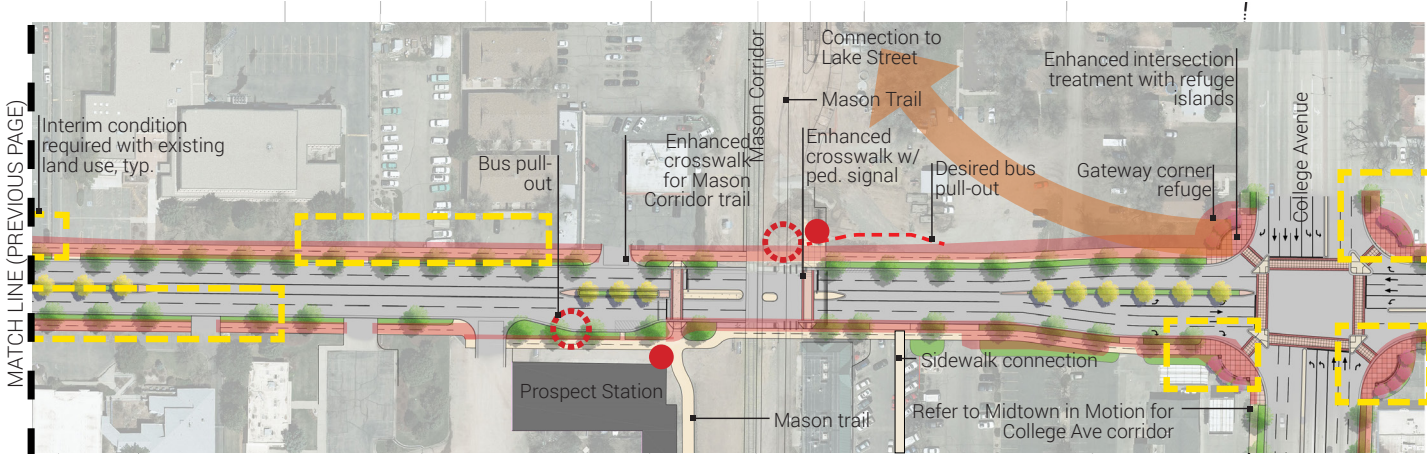 MATCH LINE (PREVIOUS PAGE)
Interim condition
required with existing
land use, typ.
Bus pull-
out
Enhanced
crosswalk
for Mason
Corridor trail
Mason Corridor
Connection to
Lake Street
Mason Trail
Enhanced
crosswalk w/
ped. signal
Desired bus
pull-out
Enhanced intersection
treatment with refuge
islands
Gateway corner
refuge
College Avenue
Prospect Station
Mason trail
Sidewalk connection
Refer to Midtown in Motion for
College Ave corridor